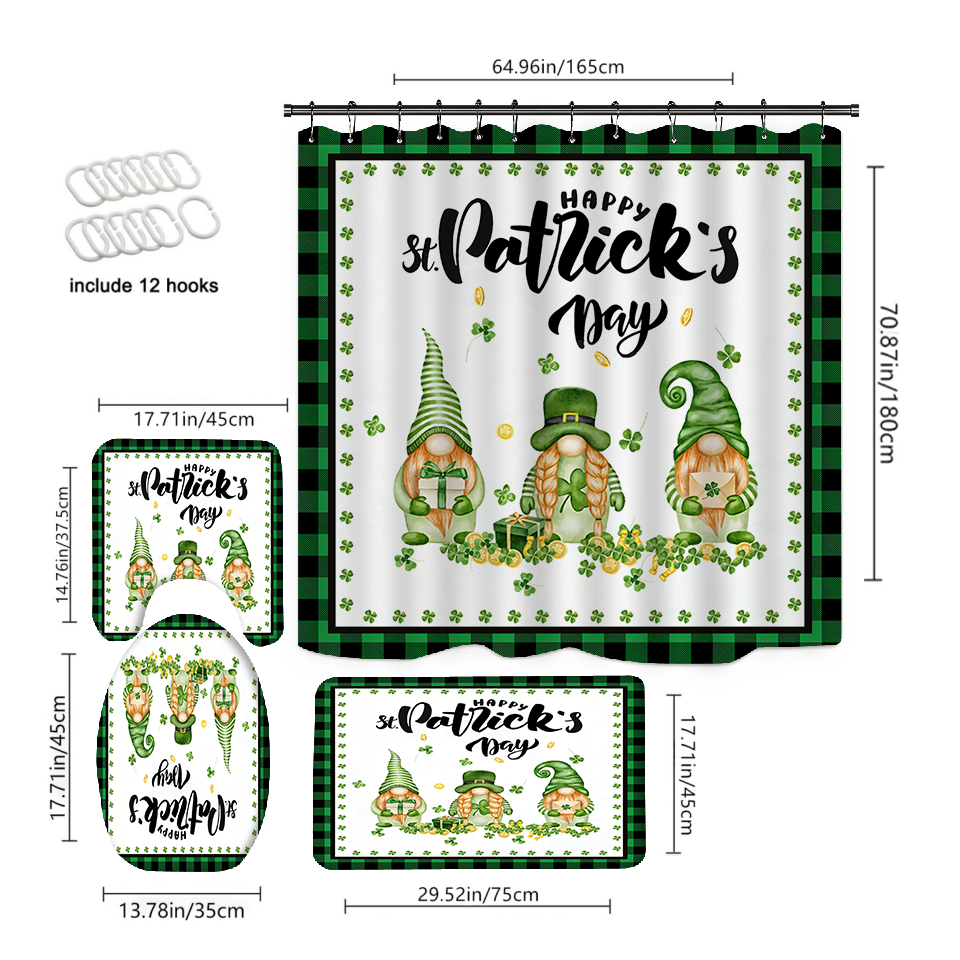 64.96in/165cm
include 12 hooks
HAPPY
St. Patrick's
Day
70.87in/180cm
17.71in/45cm
14.76in/37.5cm
HAPPY
St. Patrick's
Day
17.71in/45cm
HAPPY
St. Patrick's
Day
13.78in/35cm
HAPPY
St. Patrick's
Day
17.71in/45cm
29.52in/75cm